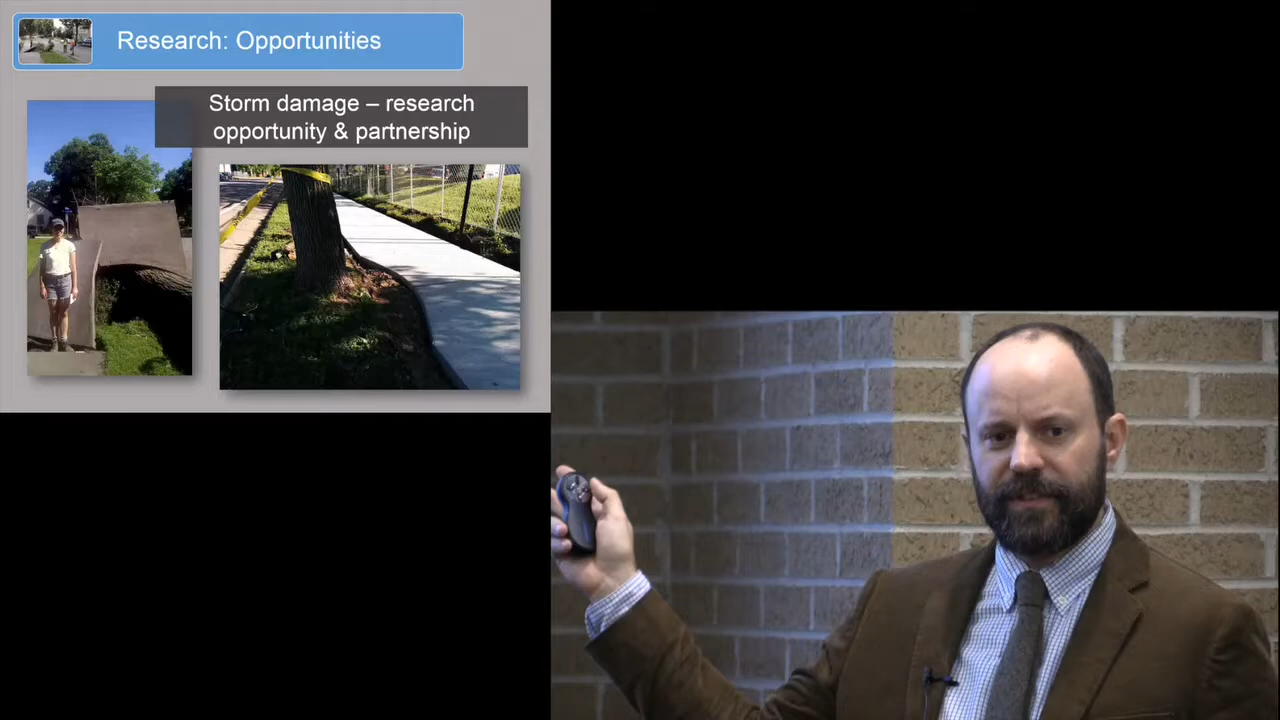 Research: Opportunities
Storm damage – research
opportunity & partnership